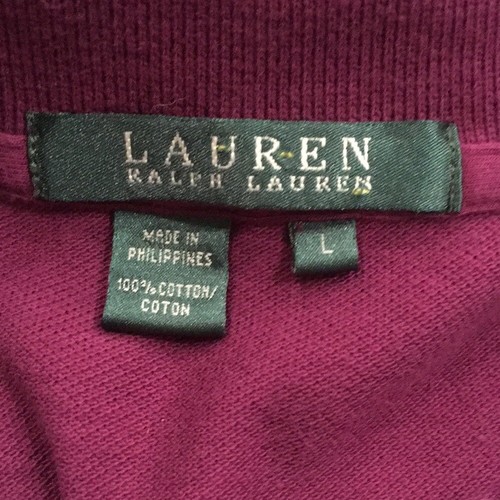 LAUREN
RALPH LAUREN
MADE IN
PHILIPPINES
100% COTTON/
COTON
L